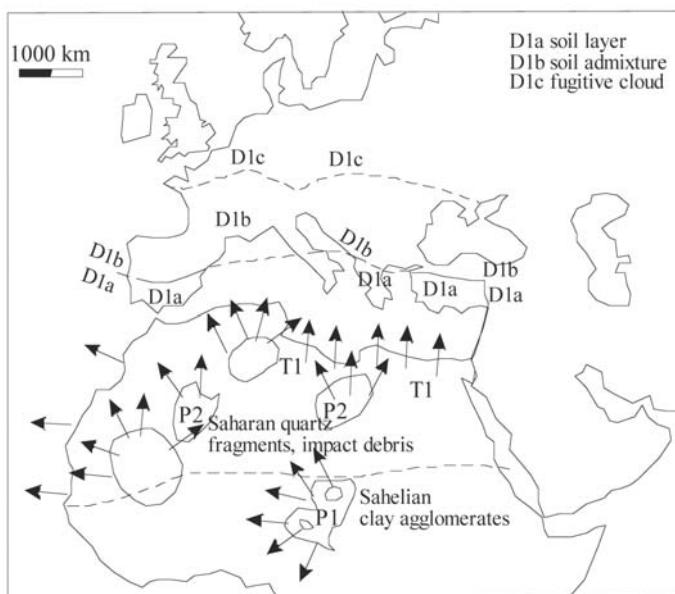 1000 km
D1a soil layer
D1b soil admixture
D1c fugitive cloud
D1c
D1c
D1b
D1b
D1b
D1b
D1a
D1a
D1a
D1a
D1a
T1
T1
P2
P2
Saharan quartz
fragments, impact debris
Sahelian
clay agglomerates
P1